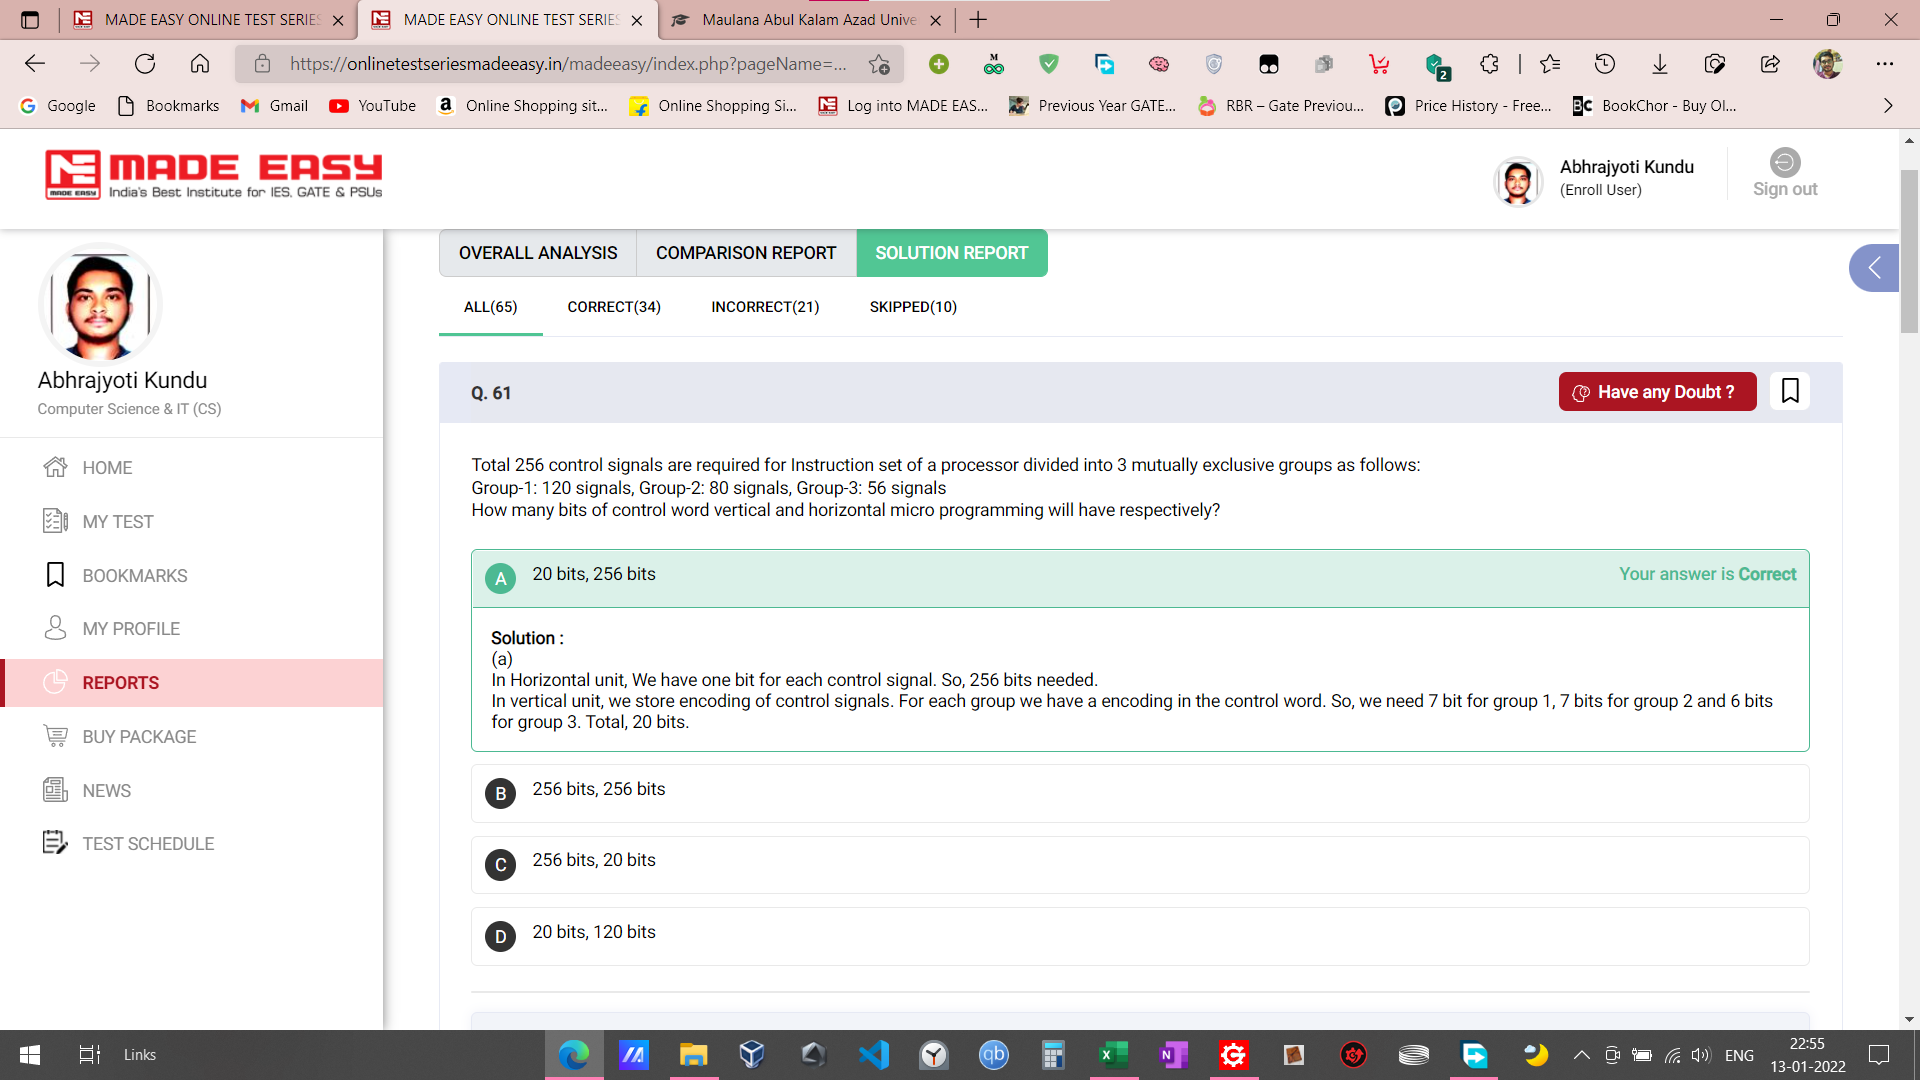 MADE EASY ONLINE TEST SERIES
MADE EASY ONLINE TEST SERIES
Maulana Abul Kalam Azad Unive
https://onlinetestseriesmadeeasy.in/madeeasy/index.php?pageName=...
2
Google
Bookmarks
Gmail
YouTube
Online Shopping sit...
Online Shopping Si...
Log into MADE EAS...
Previous Year GATE...
RBR – Gate Previou...
Price History - Free...
BookChor - Buy Ol...
MADE EASY
India's Best Institute for IES, GATE & PSUs
Abhrajyoti Kundu
(Enroll User)
Sign out
Abhrajyoti Kundu
Computer Science & IT (CS)
HOME
MY TEST
BOOKMARKS
MY PROFILE
REPORTS
BUY PACKAGE
NEWS
TEST SCHEDULE
OVERALL ANALYSIS
COMPARISON REPORT
SOLUTION REPORT
ALL(65)
CORRECT(34)
INCORRECT(21)
SKIPPED(10)
Q. 61
Have any Doubt ?
Total 256 control signals are required for Instruction set of a processor divided into 3 mutually exclusive groups as follows:
Group-1: 120 signals, Group-2: 80 signals, Group-3: 56 signals
How many bits of control word vertical and horizontal micro programming will have respectively?
A 20 bits, 256 bits
Your answer is Correct
Solution :
(a)
In Horizontal unit, We have one bit for each control signal. So, 256 bits needed.
In vertical unit, we store encoding of control signals. For each group we have a encoding in the control word. So, we need 7 bit for group 1, 7 bits for group 2 and 6 bits
for group 3. Total, 20 bits.
B 256 bits, 256 bits
C 256 bits, 20 bits
D 20 bits, 120 bits
Links
ENG
22:55
13-01-2022